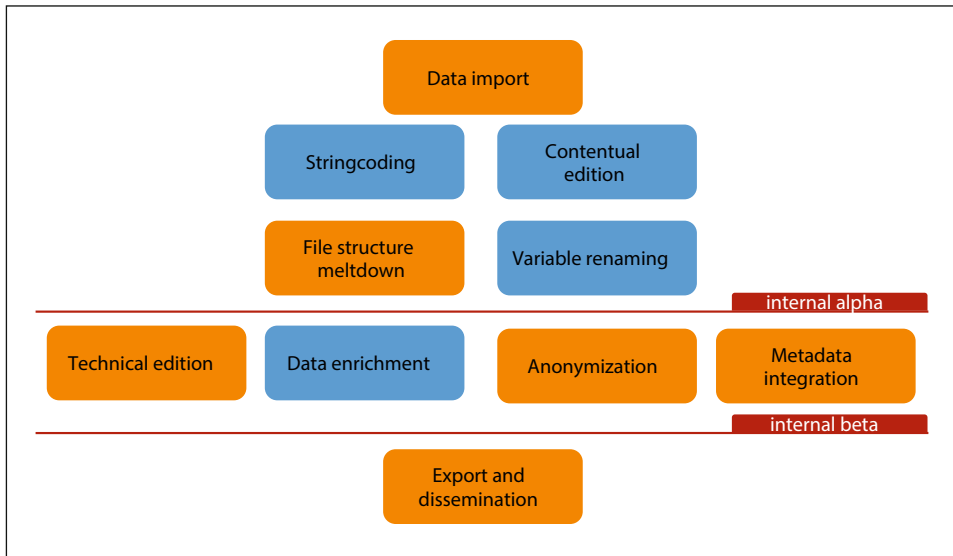 Data import
Stringcoding
Contentual
edition
File structure
meltdown
Variable renaming
internal alpha
Technical edition
Data enrichment
Anonymization
Metadada
integration
internal beta
Export and
dissemination